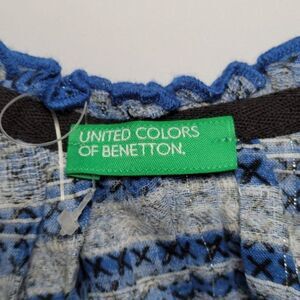 UNITED COLORS
OF BENETTON.